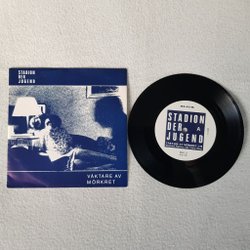 STADION
DER
JUGEND
VÄKTARE AV
MÖRKRET
STADION
DER A
JUGEND